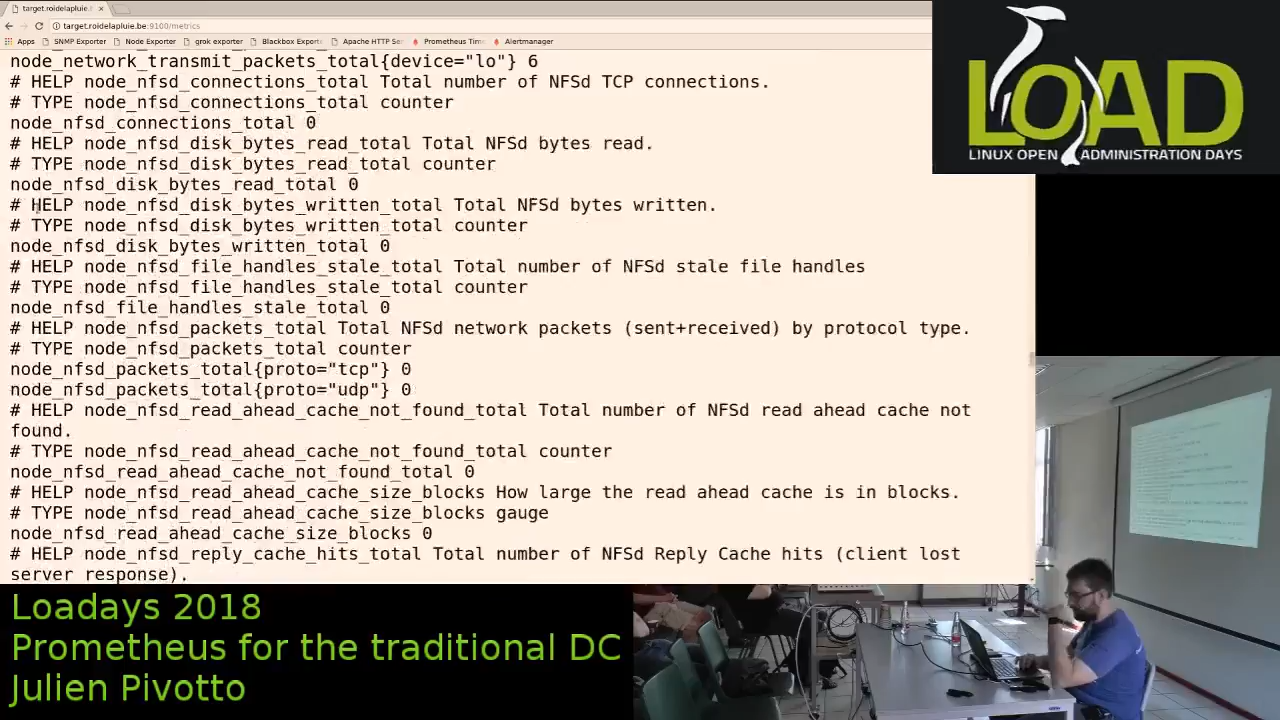 target.roidelapluie.
target.roidelapluie.be:9100/metrics
Apps SNMP Exporter Node Exporter grok exporter Blackbox Export Apache HTTP Se Prometheus Time Alertmanager
node_network_transmit_packets_total{device="lo"} 6
# HELP node_nfsd_connections_total Total number of NFSd TCP connections.
# TYPE node_nfsd_connections_total counter
node_nfsd_connections_total 0
# HELP node_nfsd_disk_bytes_read_total Total NFSd bytes read.
# TYPE node_nfsd_disk_bytes_read_total counter
node_nfsd_disk_bytes_read_total 0
# HELP node_nfsd_disk_bytes_written_total Total NFSd bytes written.
# TYPE node_nfsd_disk_bytes_written_total counter
node_nfsd_disk_bytes_written_total 0
# HELP node_nfsd_file_handles_stale_total Total number of NFSd stale file handles
# TYPE node_nfsd_file_handles_stale_total counter
node_nfsd_file_handles_stale_total 0
# HELP node_nfsd_packets_total Total NFSd network packets (sent+received) by protocol type.
# TYPE node_nfsd_packets_total counter
node_nfsd_packets_total{proto="tcp"} 0
node_nfsd_packets_total{proto="udp"} 0
# HELP node_nfsd_read_ahead_cache_not_found_total Total number of NFSd read ahead cache not
found.
# TYPE node_nfsd_read_ahead_cache_not_found_total counter
node_nfsd_read_ahead_cache_not_found_total 0
# HELP node_nfsd_read_ahead_cache_size_blocks How large the read ahead cache is in blocks.
# TYPE node_nfsd_read_ahead_cache_size_blocks gauge
node_nfsd_read_ahead_cache_size_blocks 0
# HELP node_nfsd_reply_cache_hits_total Total number of NFSd Reply Cache hits (client lost
server response).
LOAD
LINUX OPEN ADMINISTRATION DAYS
Loadays 2018
Prometheus for the traditional DC
Julien Pivotto